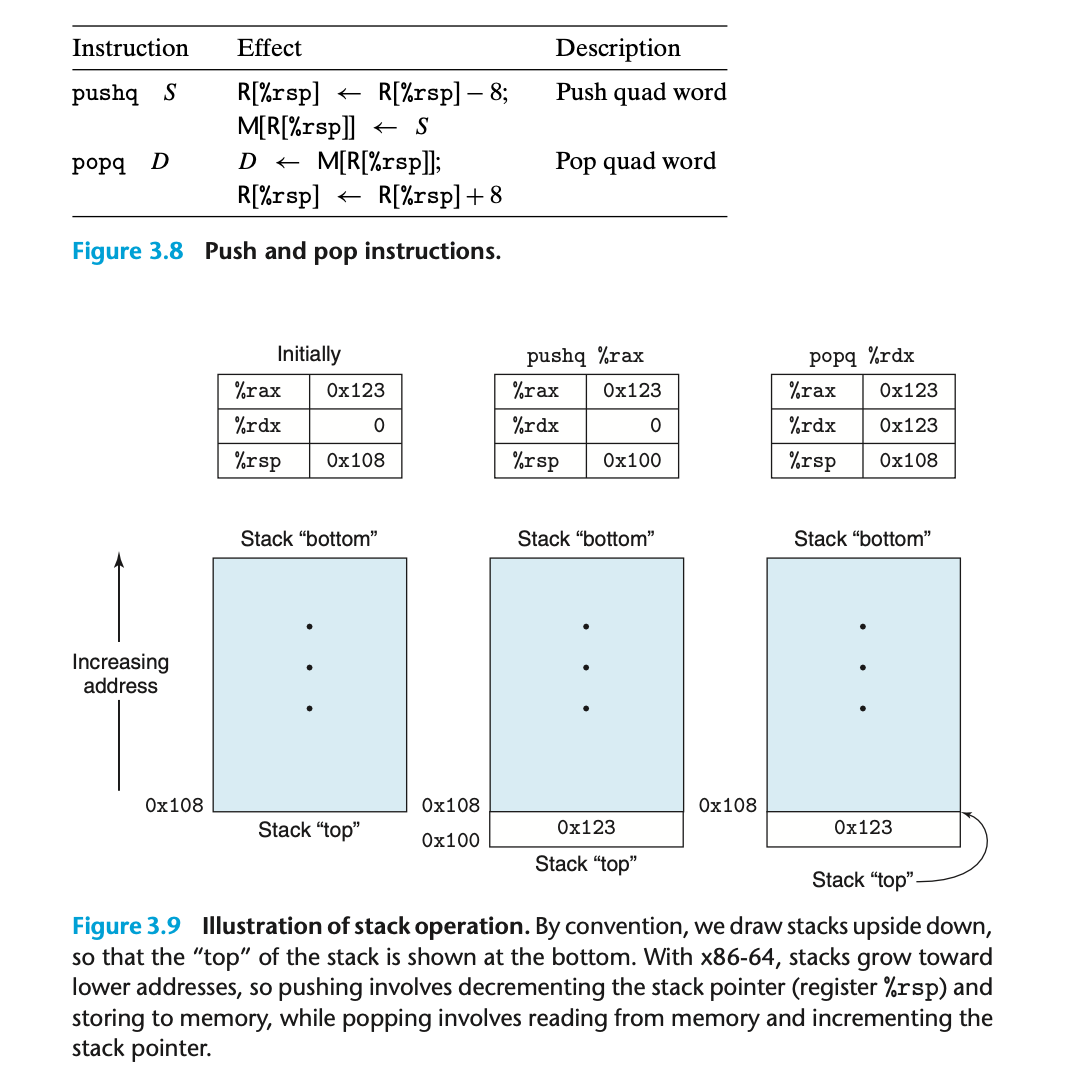 Instruction Effect Description
pushq S R[%rsp] ← R[%rsp] − 8; Push quad word
M[R[%rsp]] ← S
popq D D ← M[R[%rsp]]; Pop quad word
R[%rsp] ← R[%rsp] + 8
Figure 3.8 Push and pop instructions.
Initially
%rax 0x123
%rdx 0
%rsp 0x108
pushq %rax
%rax 0x123
%rdx 0
%rsp 0x100
popq %rdx
%rax 0x123
%rdx 0x123
%rsp 0x108
Increasing
address
Stack “bottom”
0x108
Stack “top”
Stack “bottom”
0x108
0x123
0x100
Stack “top”
Stack “bottom”
0x108
0x123
Stack “top”
Figure 3.9 Illustration of stack operation. By convention, we draw stacks upside down,
so that the “top” of the stack is shown at the bottom. With x86-64, stacks grow toward
lower addresses, so pushing involves decrementing the stack pointer (register %rsp) and
storing to memory, while popping involves reading from memory and incrementing the
stack pointer.